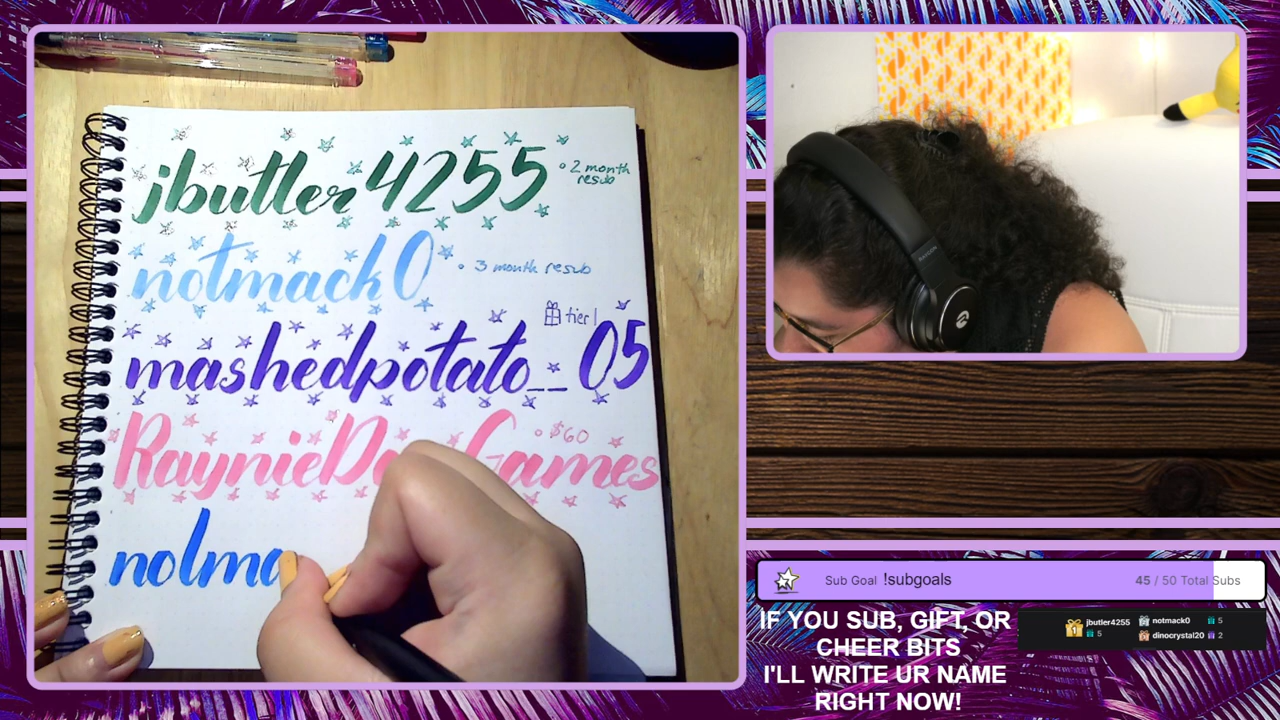 jbutler4255
• 2 month
resub
notmack0
• 3 month resub
tier 1
mashedpotato__05
• $60
Games
nolma
Sub Goal !subgoals
45 / 50 Total Subs
IF YOU SUB, GIFT, OR
CHEER BITS
I'LL WRITE UR NAME
RIGHT NOW!
1 jbutler4255
5
notmack0 5
dinocrystal20 2